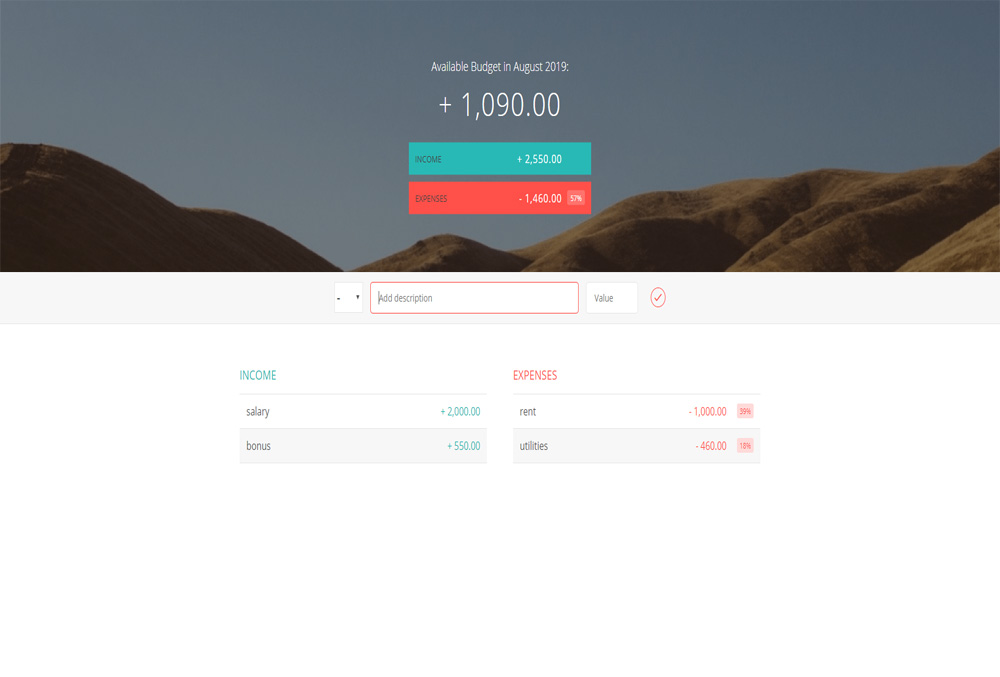 Available Budget in August 2019:
+ 1,090.00
INCOME + 2,550.00
EXPENSES - 1,460.00 57%
- Add description Value
INCOME
salary + 2,000.00
bonus + 550.00
EXPENSES
rent - 1,000.00 39%
utilities - 460.00 18%